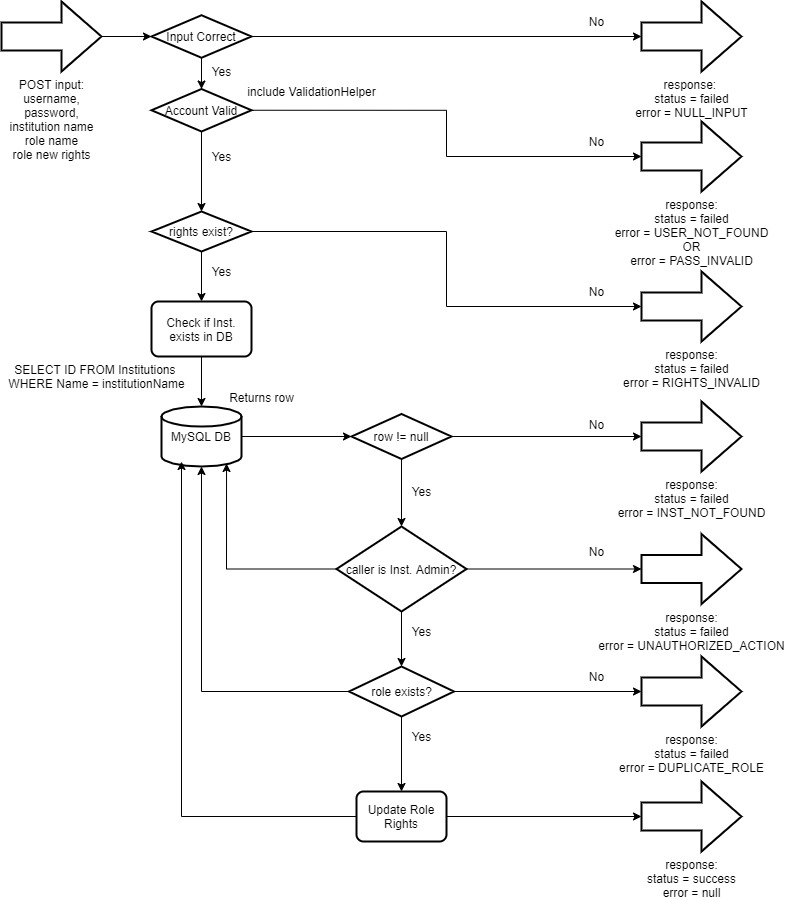 POST input:
username,
password,
institution name
role name
role new rights
Input Correct
No
response:
status = failed
error = NULL_INPUT
Yes
Account Valid
include ValidationHelper
No
response:
status = failed
error = USER_NOT_FOUND
OR
error = PASS_INVALID
Yes
rights exist?
No
response:
status = failed
error = RIGHTS_INVALID
Yes
Check if Inst.
exists in DB
SELECT ID FROM Institutions
WHERE Name = institutionName
Returns row
MySQL DB
row != null
No
response:
status = failed
error = INST_NOT_FOUND
Yes
caller is Inst. Admin?
No
response:
status = failed
error = UNAUTHORIZED_ACTION
Yes
role exists?
No
response:
status = failed
error = DUPLICATE_ROLE
Yes
Update Role
Rights
response:
status = success
error = null